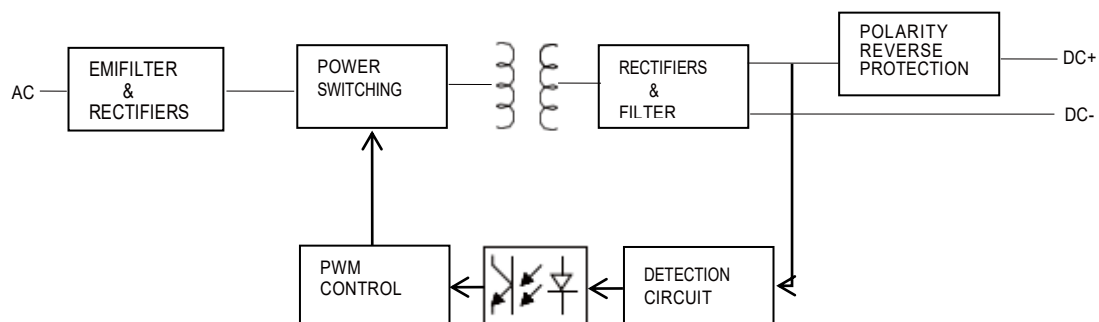 AC
EMIFILTER
&
RECTIFIERS
POWER
SWITCHING
RECTIFIERS
&
FILTER
POLARITY
REVERSE
PROTECTION
DC+
DC-
PWM
CONTROL
DETECTION
CIRCUIT